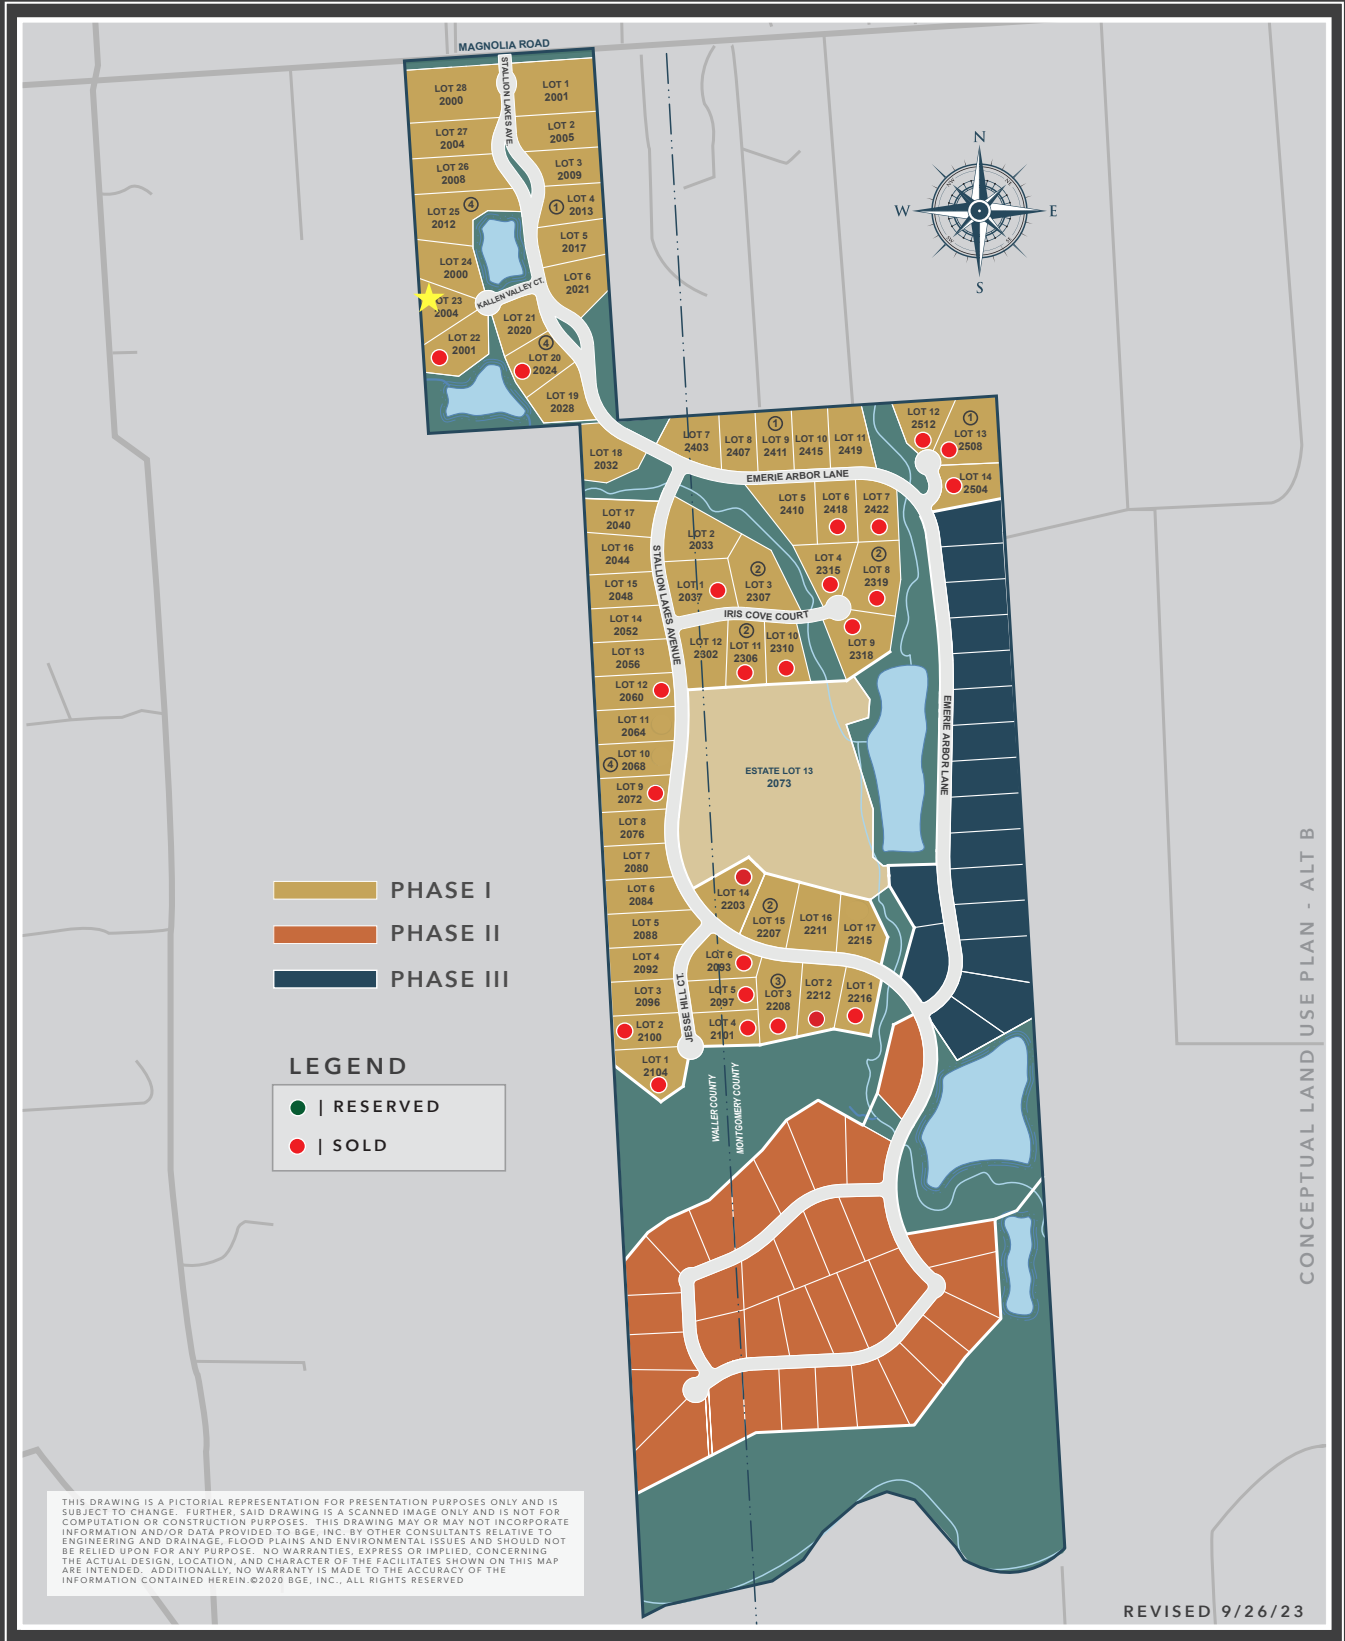 MAGNOLIA ROAD
STALLION LAKES AVE.
LOT 28
2000
LOT 1
2001
LOT 27
2004
LOT 2
2005
LOT 26
2008
LOT 3
2009
LOT 25
2012
4
1
LOT 4
2013
LOT 5
2017
LOT 24
2000
LOT 6
2021
KALLEN VALLEY CT.
OT 23
2004
LOT 21
2020
LOT 22
2001
4
LOT 20
2024
LOT 19
2028
N
W
E
S
LOT 18
2032
LOT 7
2403
LOT 8
2407
1
LOT 9
2411
LOT 10
2415
LOT 11
2419
LOT 12
2512
1
LOT 13
2508
LOT 14
2504
EMERIE ARBOR LANE
LOT 5
2410
LOT 6
2418
LOT 7
2422
LOT 17
2040
LOT 2
2033
LOT 16
2044
LOT 4
2315
2
LOT 8
2319
STALLION LAKES AVENUE
LOT 15
2048
LOT 1
2037
2
LOT 3
2307
IRIS COVE COURT
LOT 14
2052
LOT 12
2302
2
LOT 11
2306
LOT 10
2310
LOT 9
2318
LOT 13
2056
LOT 12
2060
LOT 11
2064
EMERIE ARBOR LANE
4
LOT 10
2068
ESTATE LOT 13
2073
LOT 9
2072
LOT 8
2076
LOT 7
2080
LOT 6
2084
LOT 14
2203
2
LOT 15
2207
LOT 16
2211
LOT 17
2215
LOT 5
2088
LOT 4
2092
LOT 6
2093
LOT 3
2096
JESSE HILL CT.
LOT 5
2097
3
LOT 3
2208
LOT 2
2212
LOT 1
2216
LOT 2
2100
LOT 4
2101
LOT 1
2104
WALLER COUNTY
MONTGOMERY COUNTY
PHASE I
PHASE II
PHASE III
LEGEND
| RESERVED
| SOLD
CONCEPTUAL LAND USE PLAN - ALT B
THIS DRAWING IS A PICTORIAL REPRESENTATION FOR PRESENTATION PURPOSES ONLY AND IS
SUBJECT TO CHANGE. FURTHER, SAID DRAWING IS A SCANNED IMAGE ONLY AND IS NOT FOR
COMPUTATION OR CONSTRUCTION PURPOSES. THIS DRAWING MAY OR MAY NOT INCORPORATE
INFORMATION AND/OR DATA PROVIDED TO BGE, INC. BY OTHER CONSULTANTS RELATIVE TO
ENGINEERING AND DRAINAGE, FLOOD PLAINS AND ENVIRONMENTAL ISSUES AND SHOULD NOT
BE RELIED UPON FOR ANY PURPOSE. NO WARRANTIES, EXPRESS OR IMPLIED, CONCERNING
THE ACTUAL DESIGN, LOCATION, AND CHARACTER OF THE FACILITATES SHOWN ON THIS MAP
ARE INTENDED. ADDITIONALLY, NO WARRANTY IS MADE TO THE ACCURACY OF THE
INFORMATION CONTAINED HEREIN.©2020 BGE, INC., ALL RIGHTS RESERVED
REVISED 9/26/23